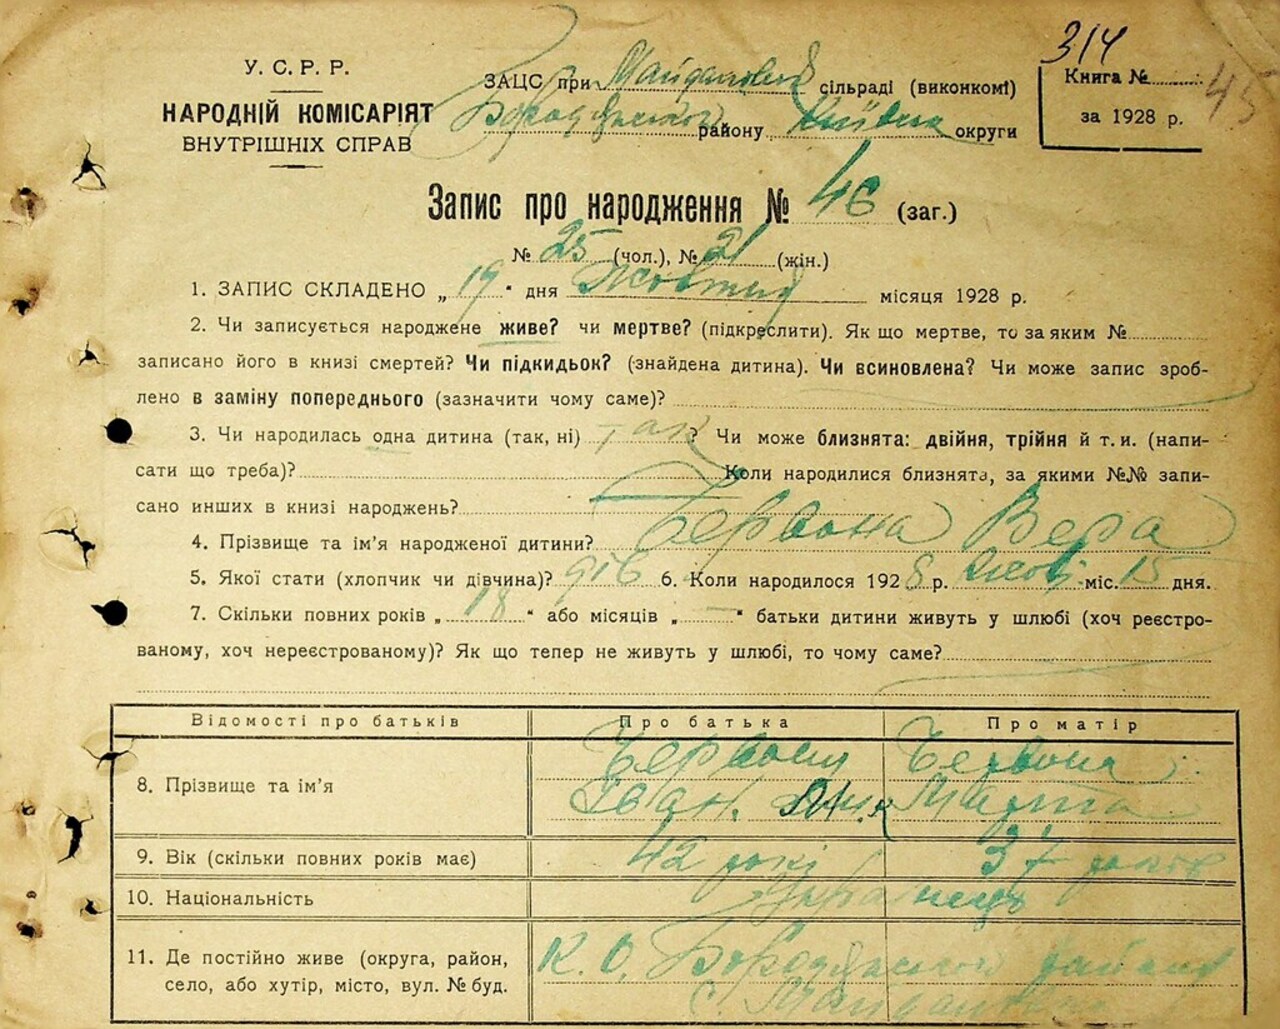 314
У. С. Р. Р.
НАРОДНІЙ КОМІСАРІЯТ
ВНУТРІШНІХ СПРАВ
ЗАЦС при сільраді (виконкомі)
району округи
Книга № 45
за 1928 р.
Запис про народження № 46 (заг.)
№ 25 (чол.), № 21 (жін.)
1. ЗАПИС СКЛАДЕНО „ 19 " дня Жовтня місяця 1928 р.
2. Чи записується народжене живе? чи мертве? (підкреслити). Як що мертве, то за яким №
записано його в книзі смертей? Чи підкидьок? (знайдена дитина). Чи всиновлена? Чи може запис зроб-
лено в заміну попереднього (зазначити чому саме)?
3. Чи народилась одна дитина (так, ні) так? Чи може близнята: двійня, трійня й т. и. (напи-
сати що треба)? Коли народилися близнята, за якими №№ запи-
сано инших в книзі народжень?
4. Прізвище та ім'я народженої дитини? Червона Вера
5. Якої стати (хлопчик чи дівчина)? 6. Коли народилося 1928 р. міс. 15 дня.
7. Скільки повних років „ 18 " або місяців „ — " батьки дитини живуть у шлюбі (хоч реєстро-
ваному, хоч нереєстрованому)? Як що тепер не живуть у шлюбі, то чому саме?
Відомості про батьків Про батька Про матір
8. Прізвище та ім'я Червони Червона
Іван. Марта
9. Вік (скільки повних років має) 42 37
10. Національність
11. Де постійно живе (округа, район, К. О. Бородянского району
село, або хутір, місто, вул. № буд. с.